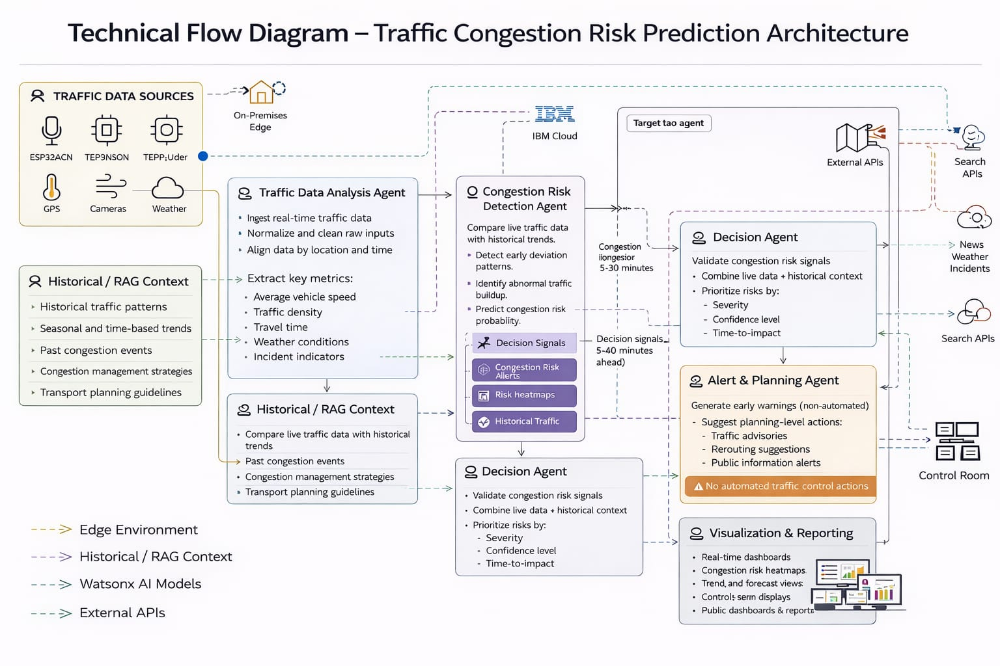 Technical Flow Diagram – Traffic Congestion Risk Prediction Architecture
TRAFFIC DATA SOURCES
ESP32ACN
TEP3NSON
TEPP;Uder
GPS
Cameras
Weather
On-Premises
Edge
IBM
IBM Cloud
Target tao agent
External APIs
Search
APIs
Traffic Data Analysis Agent
Ingest real-time traffic data
Normalize and clean raw inputs
Align data by location and time
Extract key metrics:
Average vehicle speed
Traffic density
Travel time
Weather conditions
Incident indicators
Historical / RAG Context
Historical traffic patterns
Seasonal and time-based trends
Past congestion events
Congestion management strategies
Transport planning guidelines
Historical / RAG Context
Compare live traffic data with historical
trends
Past congestion events
Congestion management strategies
Transport planning guidelines
Congestion Risk
Detection Agent
Compare live traffic data
with historical trends.
Detect early deviation
patterns.
Identify abnormal traffic
buildup.
Predict congestion risk
probability.
Decision Signals
Congestion Risk
Allerts
Risk heatmaps
Historical Traffic
Congestion
5-30 minutes
Decision signals
5-40 minutes
ahead)
Decision Agent
Validate congestion risk signals
Combine live data + historical context
Prioritize risks by:
- Severity
- Confidence level
- Time-to-impact
Decision Agent
Validate congestion risk signals
• Combine live data + historical context
• Prioritize risks by:
- Severity
- Confidence level
- Time-to-impact
Alert & Planning Agent
Generate early warnings (non-automated)
- Suggest planning-level actions:
- Traffic advisories
- Rerouting suggestions
- Public information alerts
No automated traffic control actions
Visualization & Reporting
• Real-time dashboards
• Congestion risk heatmaps
• Trend, and forecast views:
• Control:-sern displays
• Public dashboards & reports
News
Weather
Incidents
Search APIs
Control Room
Edge Environment
Historical / RAG Context
Watsonx AI Models
External APIs